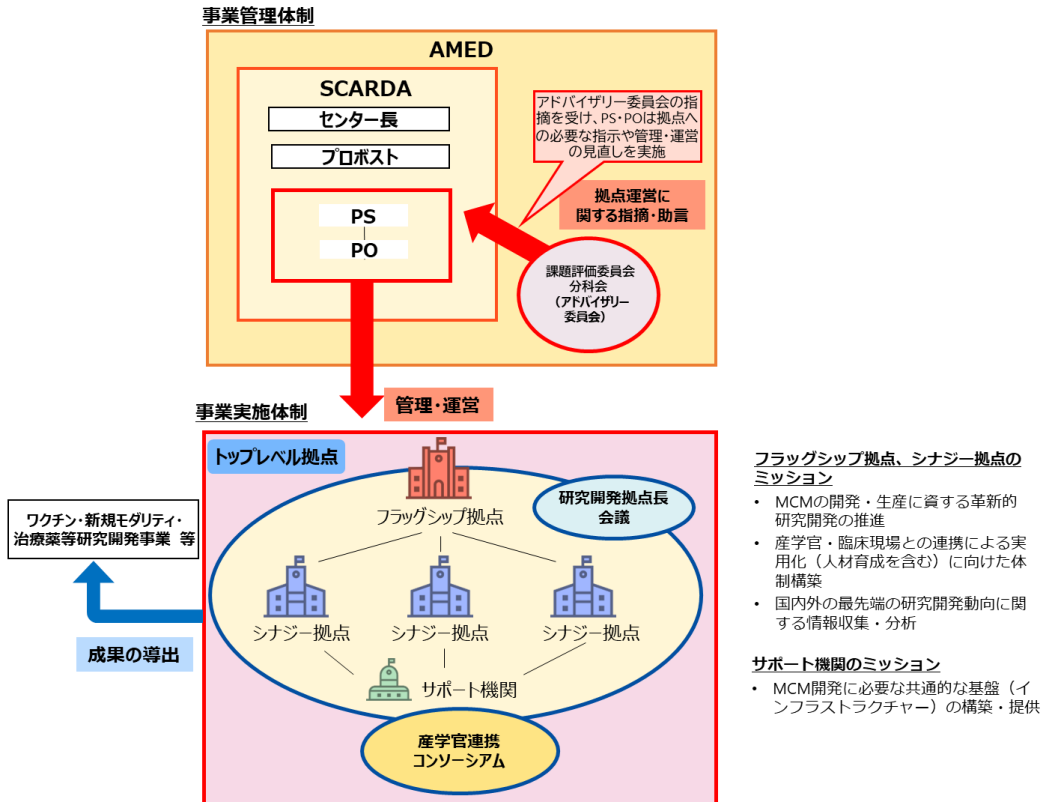 事業管理体制
AMED
SCARDA
センター長
プロボスト
PS
PO
アドバイザリー委員会の指
摘を受け、PS・POは拠点へ
の必要な指示や管理・運営
の見直しを実施
拠点運営に
関する指摘・助言
課題評価委員会
分科会
（アドバイザリー
委員会）
管理・運営
事業実施体制
トップレベル拠点
フラッグシップ拠点
研究開発拠点長
会議
シナジー拠点
シナジー拠点
シナジー拠点
サポート機関
産学官連携
コンソーシアム
ワクチン・新規モダリティ・
治療薬等研究開発事業 等
成果の導出
フラッグシップ拠点、シナジー拠点の
ミッション
• MCMの開発・生産に資する革新的
研究開発の推進
• 産学官・臨床現場との連携による実
用化（人材育成を含む）に向けた体
制構築
• 国内外の最先端の研究開発動向に関
する情報収集・分析
サポート機関のミッション
• MCM開発に必要な共通的な基盤（イ
ンフラストラクチャー）の構築・提供